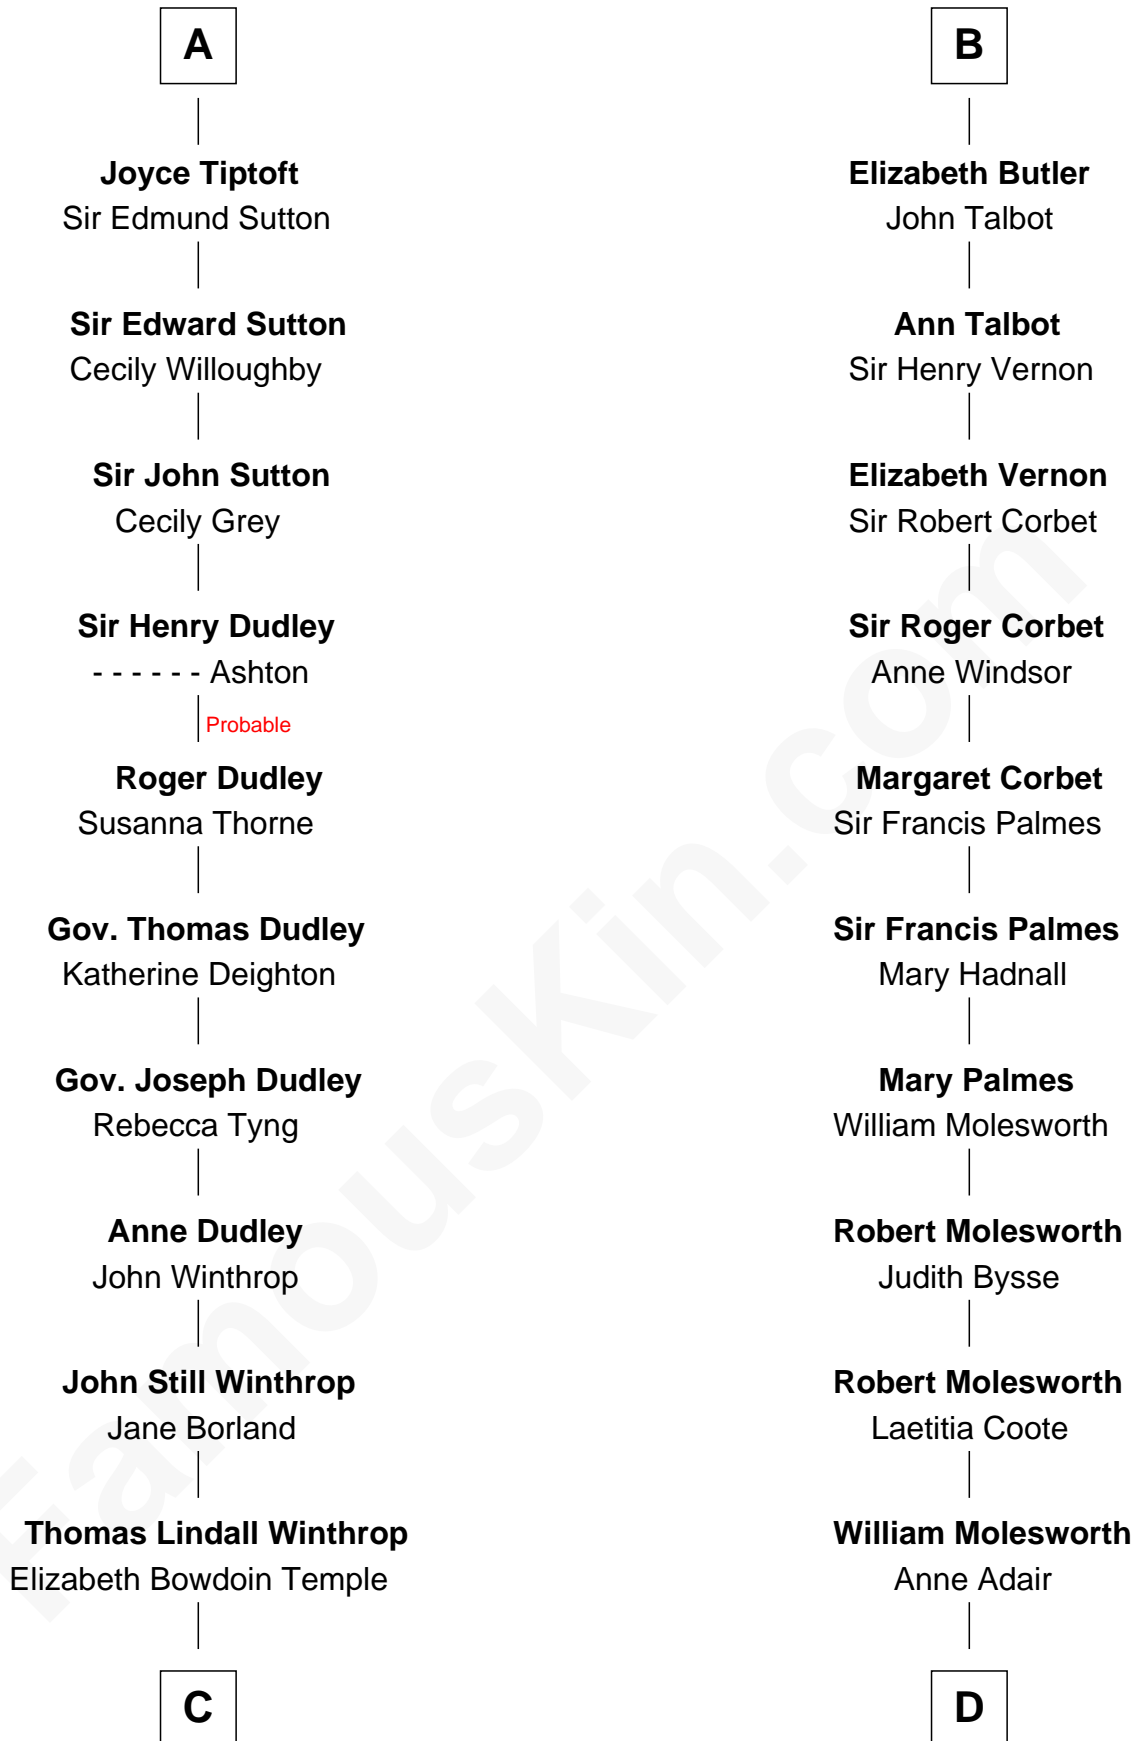 A
Joyce Tiptoft
Sir Edmund Sutton
Sir Edward Sutton
Cecily Willoughby
Sir John Sutton
Cecily Grey
Sir Henry Dudley
- - - - - - Ashton
Probable
Roger Dudley
Susanna Thorne
Gov. Thomas Dudley
Katherine Deighton
Gov. Joseph Dudley
Rebecca Tyng
Anne Dudley
John Winthrop
John Still Winthrop
Jane Borland
Thomas Lindall Winthrop
Elizabeth Bowdoin Temple
C
B
Elizabeth Butler
John Talbot
Ann Talbot
Sir Henry Vernon
Elizabeth Vernon
Sir Robert Corbet
Sir Roger Corbet
Anne Windsor
Margaret Corbet
Sir Francis Palmes
Sir Francis Palmes
Mary Hadnall
Mary Palmes
William Molesworth
Robert Molesworth
Judith Bysse
Robert Molesworth
Laetitia Coote
William Molesworth
Anne Adair
D
FamousKin.com